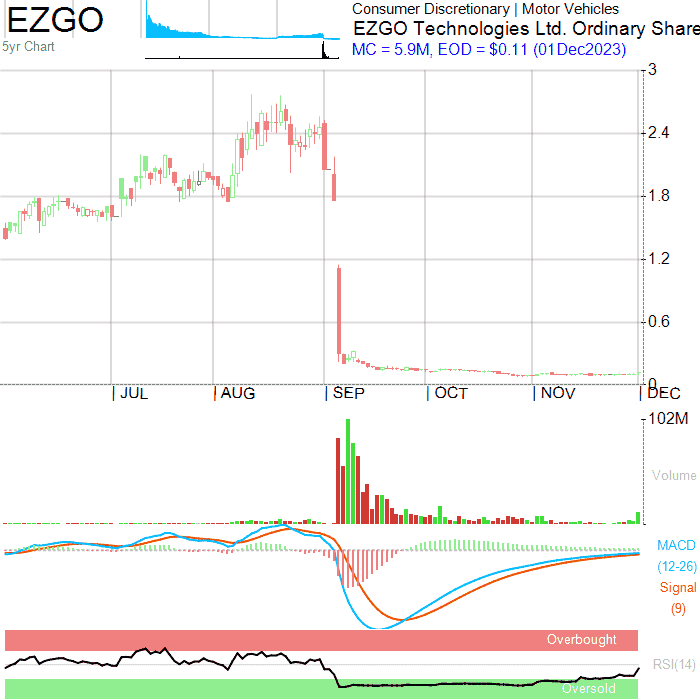 EZGO
5yr Chart
Consumer Discretionary | Motor Vehicles
EZGO Technologies Ltd. Ordinary Share
MC = 5.9M, EOD = $0.11 (01Dec2023)
3
2.4
1.8
1.2
0.6
0
| JUL | AUG | SEP | OCT | NOV | DEC
102M
Volume
MACD
(12-26)
Signal
(9)
Overbought
RSI(14)
Oversold